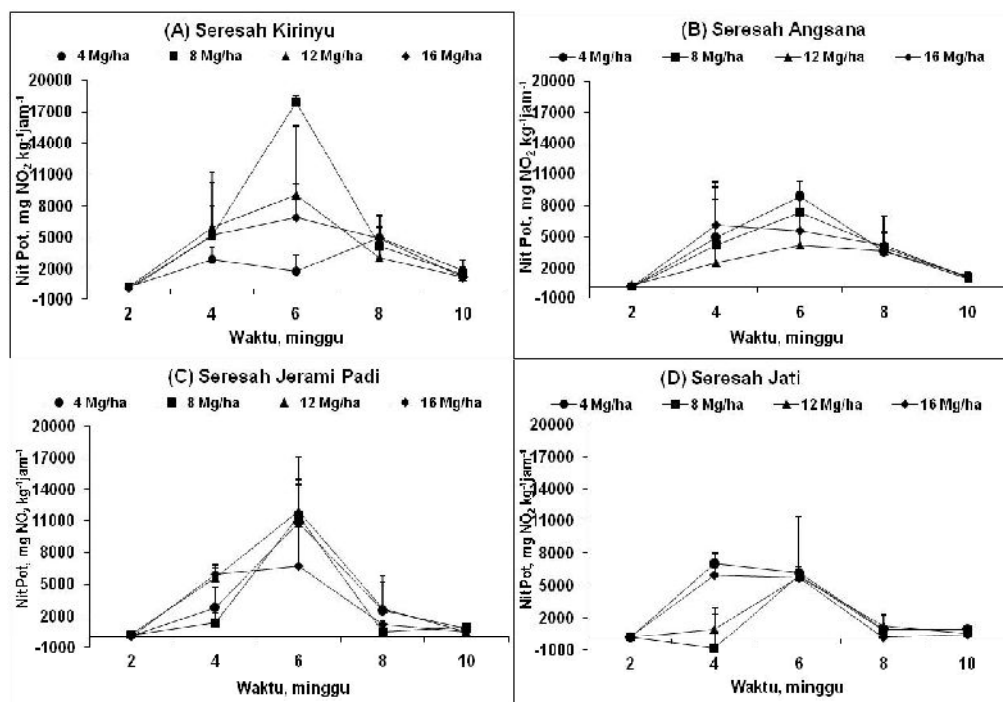 (A) Seresah Kirinyu
4 Mg/ha 8 Mg/ha 12 Mg/ha 16 Mg/ha
Nit Pot, mg NO₂ kg⁻¹jam⁻¹
20000
17000
14000
11000
8000
5000
2000
-1000
2 4 6 8 10
Waktu, minggu
(B) Seresah Angsana
4 Mg/ha 8 Mg/ha 12 Mg/ha 16 Mg/ha
Nit Pot, mg NO₂ kg⁻¹jam⁻¹
20000
17000
14000
11000
8000
5000
2000
-1000
2 4 6 8 10
Waktu, minggu
(C) Seresah Jerami Padi
4 Mg/ha 8 Mg/ha 12 Mg/ha 16 Mg/ha
Nit Pot, mg NO₂ kg⁻¹jam⁻¹
20000
17000
14000
11000
8000
5000
2000
-1000
2 4 6 8 10
Waktu, minggu
(D) Seresah Jati
4 Mg/ha 8 Mg/ha 12 Mg/ha 16 Mg/ha
Nit Pot, mg NO₂ kg⁻¹jam⁻¹
20000
17000
14000
11000
8000
5000
2000
-1000
2 4 6 8 10
Waktu, minggu